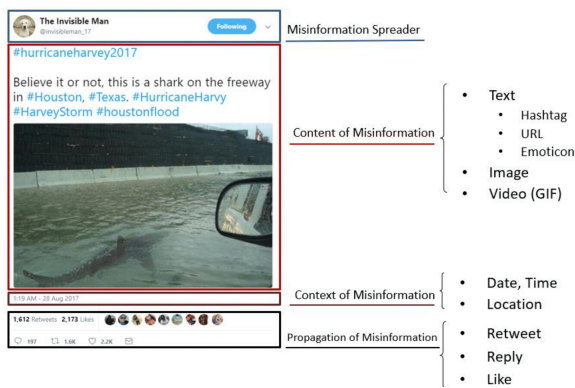 The Invisible Man
@invisibleman_17
Following
Misinformation Spreader
#hurricaneharvey2017
Believe it or not, this is a shark on the freeway
in #Houston, #Texas. #HurricaneHarvy
#HarveyStorm #houstonflood
Content of Misinformation
• Text
• Hashtag
• URL
• Emoticon
• Image
• Video (GIF)
1:19 AM - 28 Aug 2017
Context of Misinformation
• Date, Time
• Location
1,612 Retweets 2,173 Likes
197 1.6K 2.2K
Propagation of Misinformation
• Retweet
• Reply
• Like